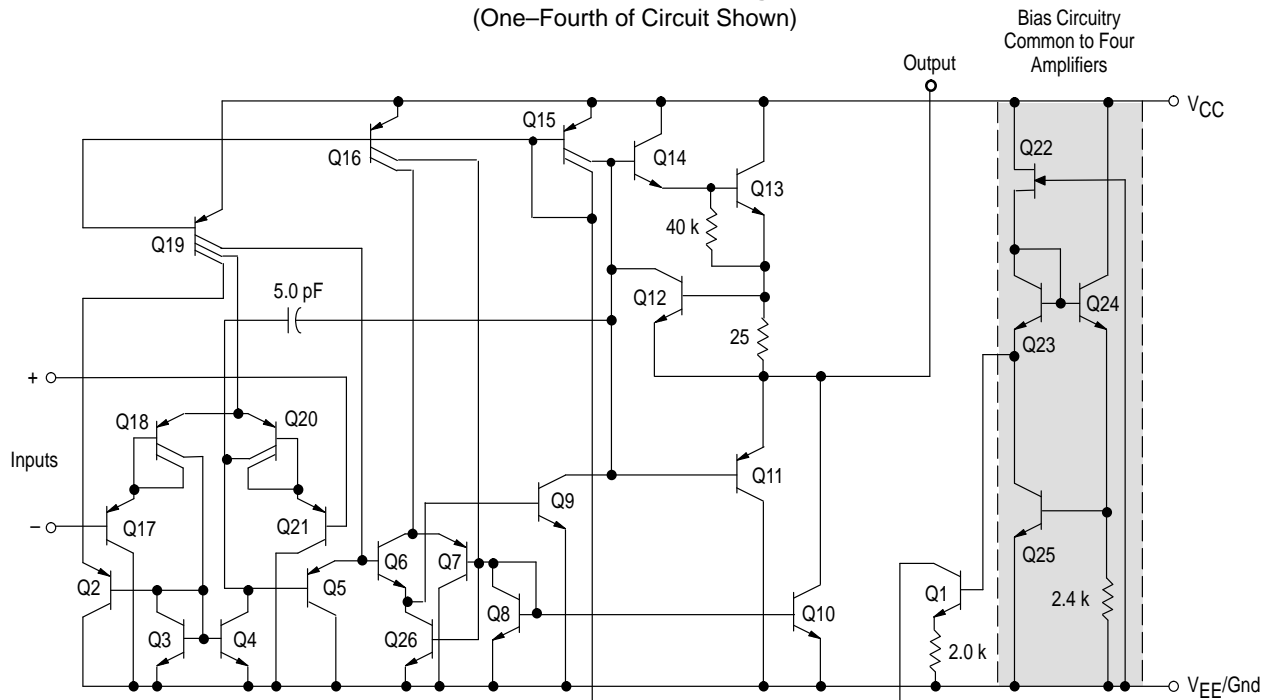 (One–Fourth of Circuit Shown)
Bias Circuitry
Common to Four
Amplifiers
Output
VCC
Q15
Q16
Q14
Q22
Q13
Q19
40 k
5.0 pF
Q12
Q24
25
Q23
+
Q18
Q20
Inputs
Q11
Q9
–
Q17
Q21
Q25
Q2
Q5
Q6
Q7
Q1
2.4 k
Q3
Q4
Q26
Q8
Q10
2.0 k
VEE/Gnd